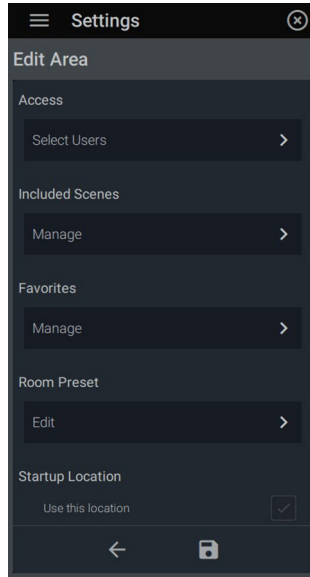 Settings
Edit Area
Access
Select Users
Included Scenes
Manage
Favorites
Manage
Room Preset
Edit
Startup Location
Use this location